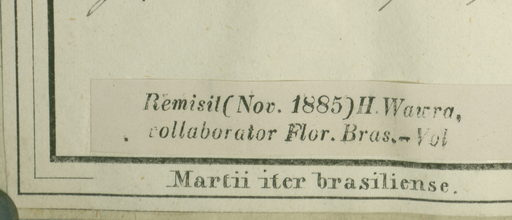 Remisit (Nov. 1885) H. Wawra,
collaborator Flor. Bras. - Vol
Martii iter brasiliense.